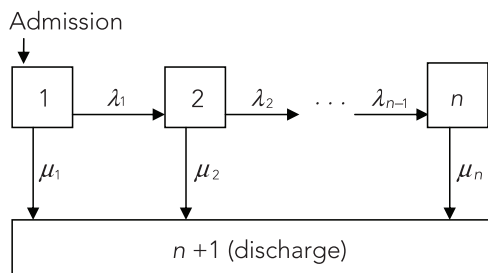 Admission
1 λ1 2 λ2 . . . λn–1 n
μ1 μ2 μn
n +1 (discharge)